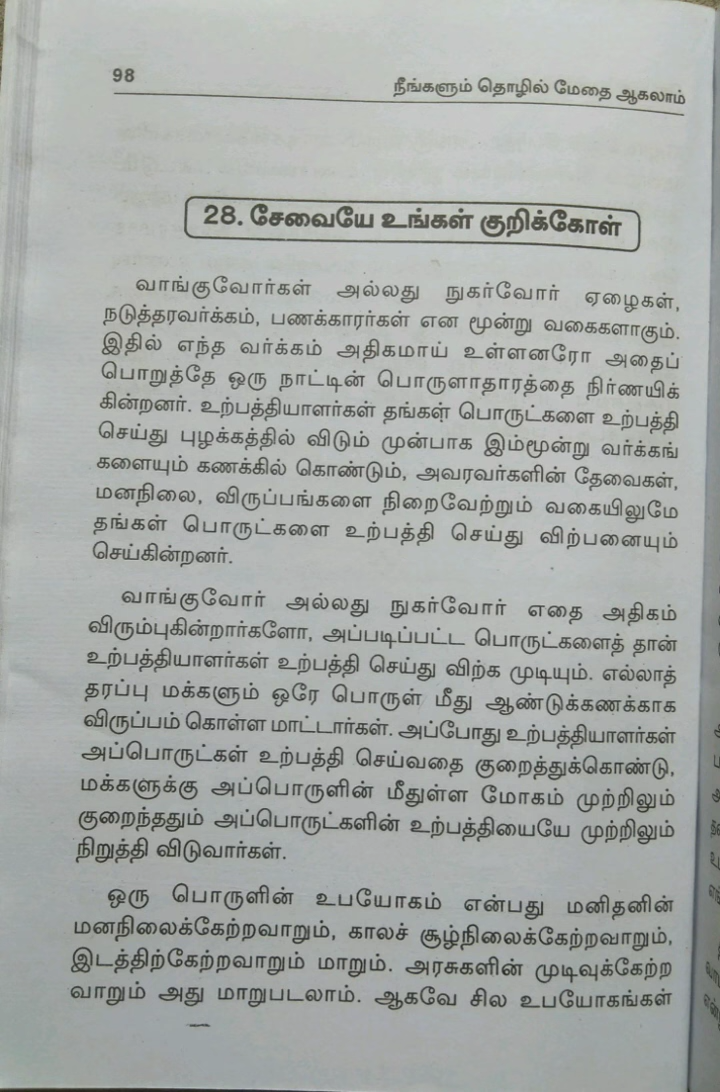 98
நீங்களும் தொழில் மேதை ஆகலாம்
28. சேவையே உங்கள் குறிக்கோள்
வாங்குவோர்கள் அல்லது நுகர்வோர் ஏழைகள்,
நடுத்தரவர்க்கம், பணக்காரர்கள் என மூன்று வகைகளாகும்.
இதில் எந்த வர்க்கம் அதிகமாய் உள்ளனரோ அதைப்
பொறுத்தே ஒரு நாட்டின் பொருளாதாரத்தை நிர்ணயிக்
கின்றனர். உற்பத்தியாளர்கள் தங்கள் பொருட்களை உற்பத்தி
செய்து புழக்கத்தில் விடும் முன்பாக இம்மூன்று வர்க்கங்
களையும் கணக்கில் கொண்டும், அவரவர்களின் தேவைகள்,
மனநிலை, விருப்பங்களை நிறைவேற்றும் வகையிலுமே
தங்கள் பொருட்களை உற்பத்தி செய்து விற்பனையும்
செய்கின்றனர்.
வாங்குவோர் அல்லது நுகர்வோர் எதை அதிகம்
விரும்புகின்றார்களோ, அப்படிப்பட்ட பொருட்களைத் தான்
உற்பத்தியாளர்கள் உற்பத்தி செய்து விற்க முடியும். எல்லாத்
தரப்பு மக்களும் ஒரே பொருள் மீது ஆண்டுக்கணக்காக
விருப்பம் கொள்ள மாட்டார்கள். அப்போது உற்பத்தியாளர்கள்
அப்பொருட்கள் உற்பத்தி செய்வதை குறைத்துக்கொண்டு,
மக்களுக்கு அப்பொருளின் மீதுள்ள மோகம் முற்றிலும்
குறைந்ததும் அப்பொருட்களின் உற்பத்தியையே முற்றிலும்
நிறுத்தி விடுவார்கள்.
ஒரு பொருளின் உபயோகம் என்பது மனிதனின்
மனநிலைக்கேற்றவாறும், காலச் சூழ்நிலைக்கேற்றவாறும்,
இடத்திற்கேற்றவாறும் மாறும். அரசுகளின் முடிவுக்கேற்ற
வாறும் அது மாறுபடலாம். ஆகவே சில உபயோகங்கள்